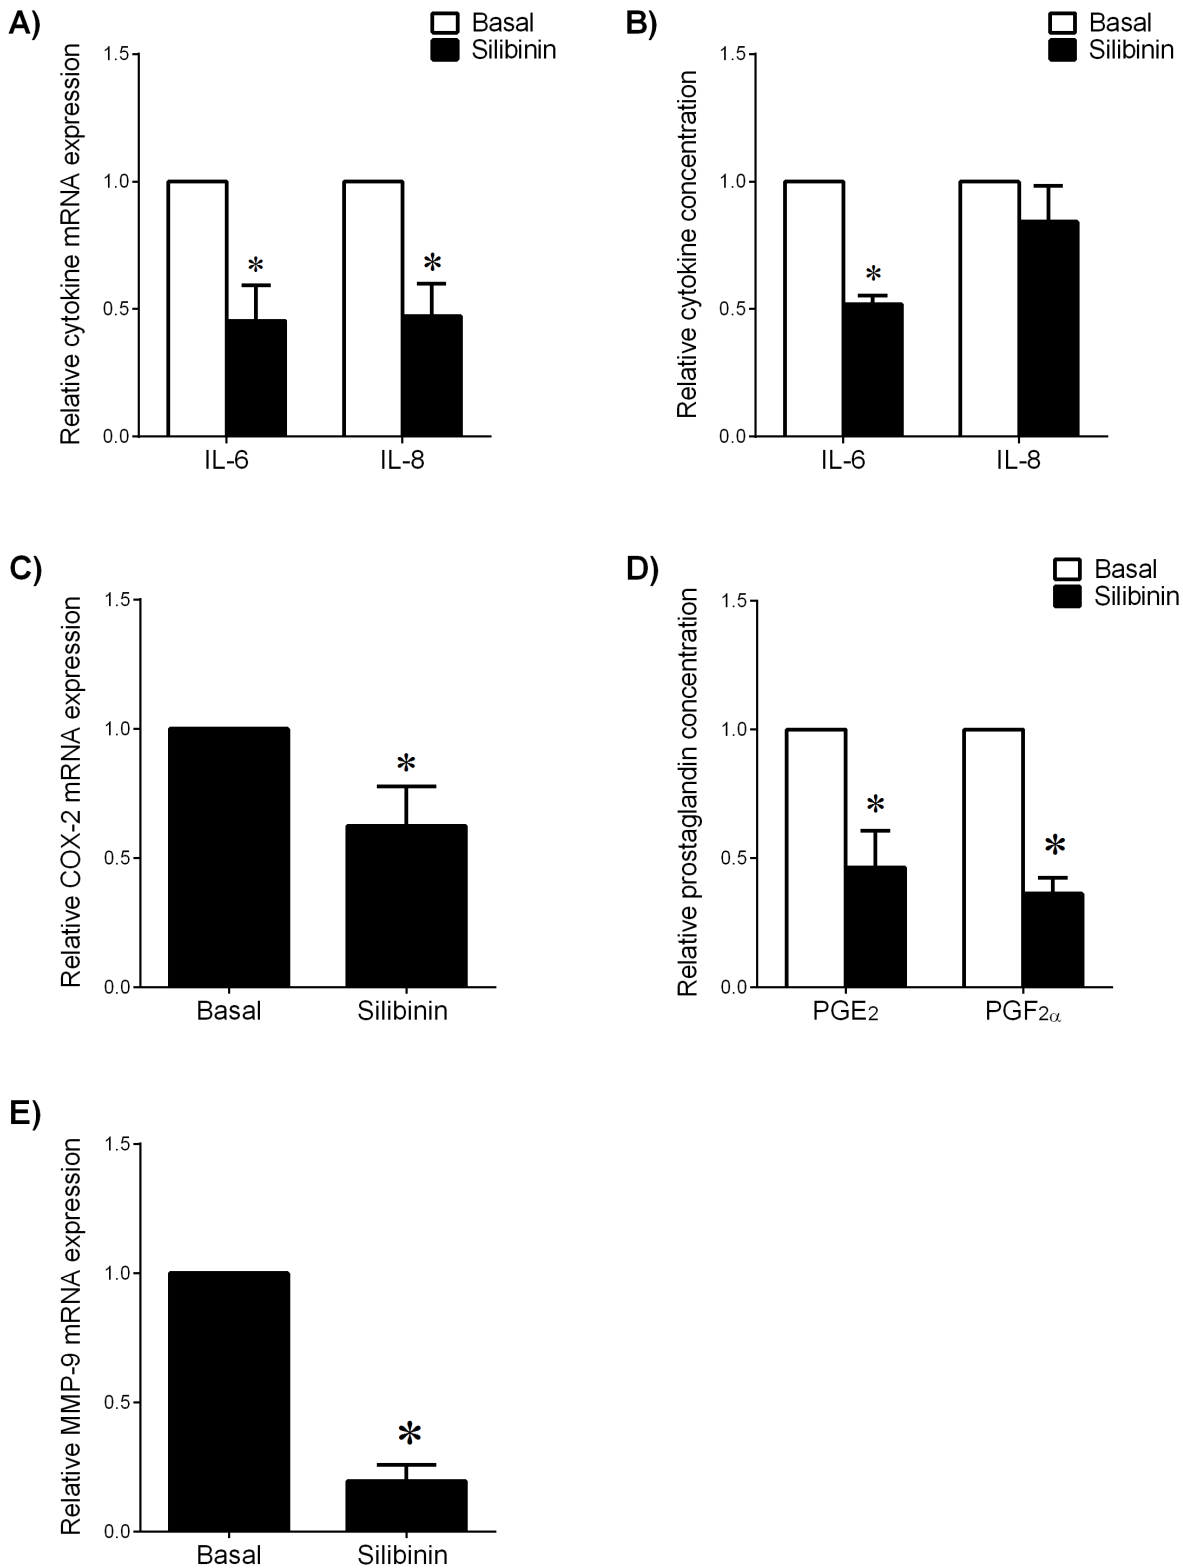 A)
Basal
Silibinin
Relative cytokine mRNA expression
1.5
1.0
0.5
0.0
*
*
IL-6
IL-8
B)
Basal
Silibinin
Relative cytokine concentration
1.5
1.0
0.5
0.0
*
IL-6
IL-8
C)
Relative COX-2 mRNA expression
1.5
1.0
0.5
0.0
*
Basal
Silibinin
D)
Basal
Silibinin
Relative prostaglandin concentration
1.5
1.0
0.5
0.0
*
*
PGE2
PGF2α
E)
Relative MMP-9 mRNA expression
1.5
1.0
0.5
0.0
*
Basal
Silibinin